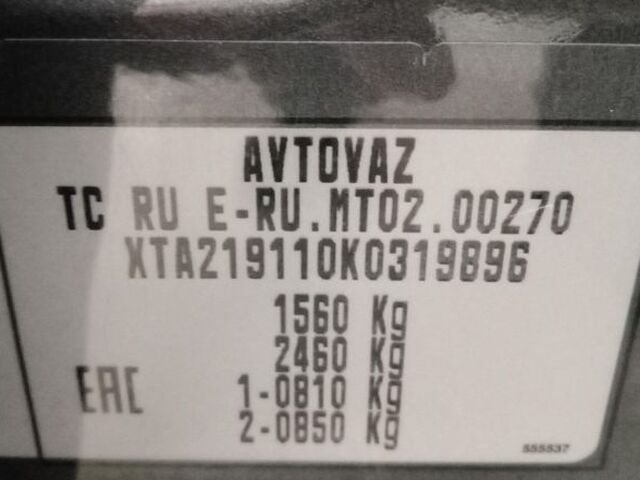 AVTOVAZ
TC RU E-RU.MT02.00270
XTA219110K0319896
1560 Kg
2460 Kg
EAC 1-0810 Kg
2-0850 Kg
555537